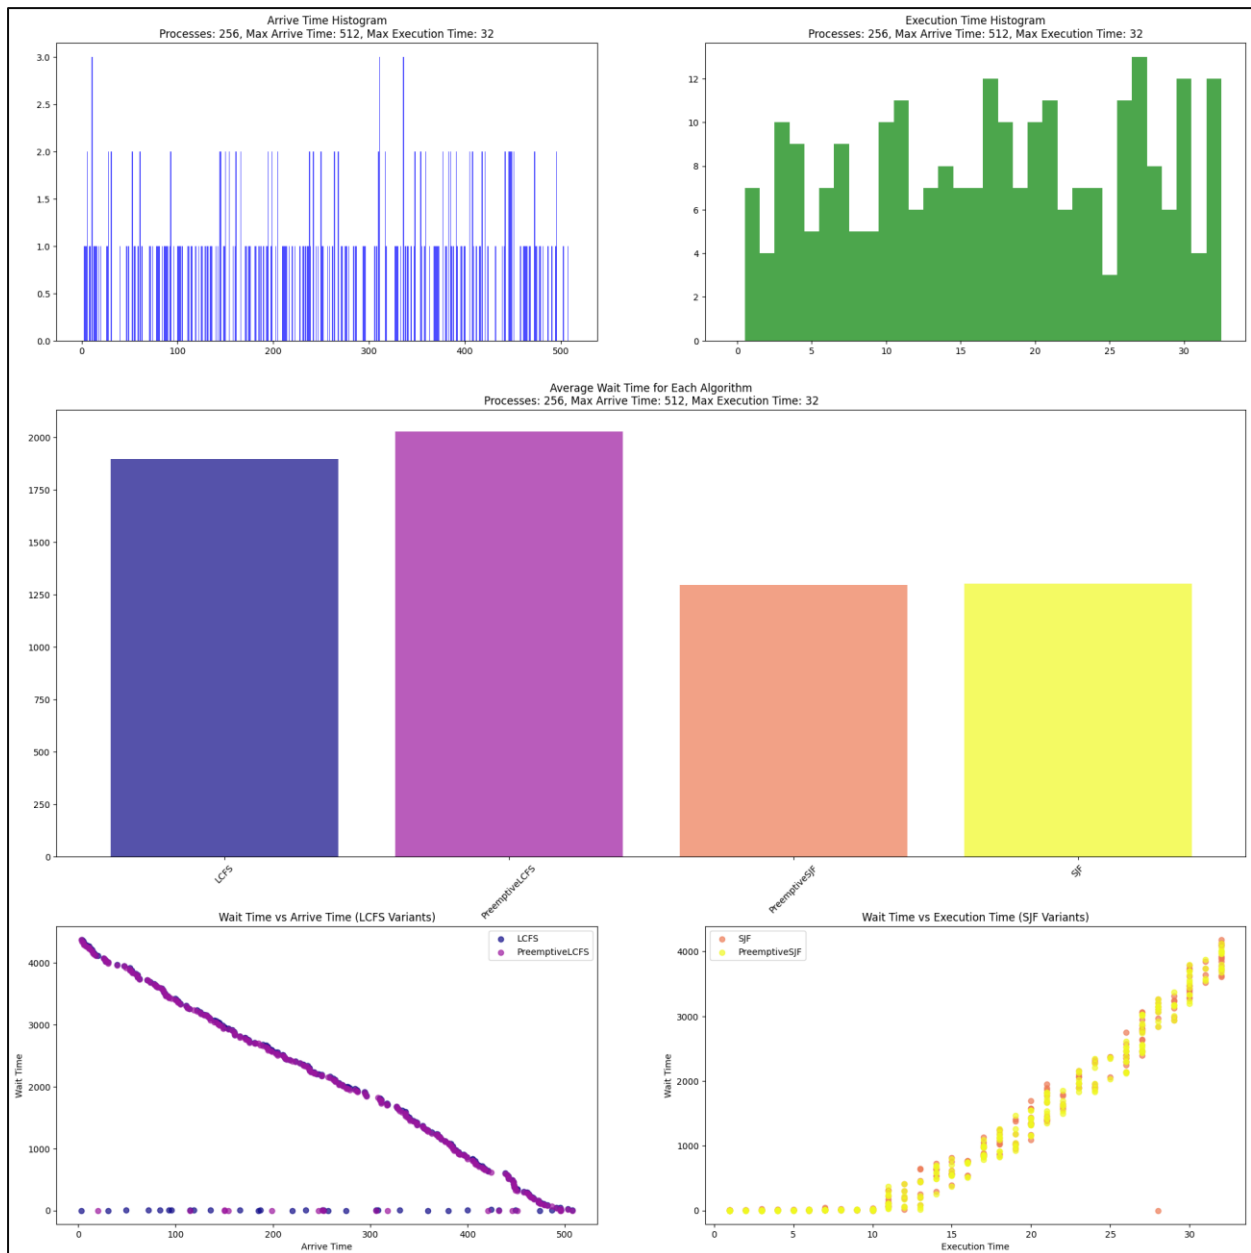 Arrive Time Histogram
Processes: 256, Max Arrive Time: 512, Max Execution Time: 32
3.0
2.5
2.0
1.5
1.0
0.5
0.0
0
100
200
300
400
500
Execution Time Histogram
Processes: 256, Max Arrive Time: 512, Max Execution Time: 32
12
10
8
6
4
2
0
0
5
10
15
20
25
30
Average Wait Time for Each Algorithm
Processes: 256, Max Arrive Time: 512, Max Execution Time: 32
2000
1750
1500
1250
1000
750
500
250
0
LCFS
PreemptiveLCFS
PreemptiveSJF
SJF
Wait Time vs Arrive Time (LCFS Variants)
LCFS
PreemptiveLCFS
Wait Time
4000
3000
2000
1000
0
0
100
200
300
400
500
Arrive Time
Wait Time vs Execution Time (SJF Variants)
SJF
PreemptiveSJF
Wait Time
4000
3000
2000
1000
0
0
5
10
15
20
25
30
Execution Time